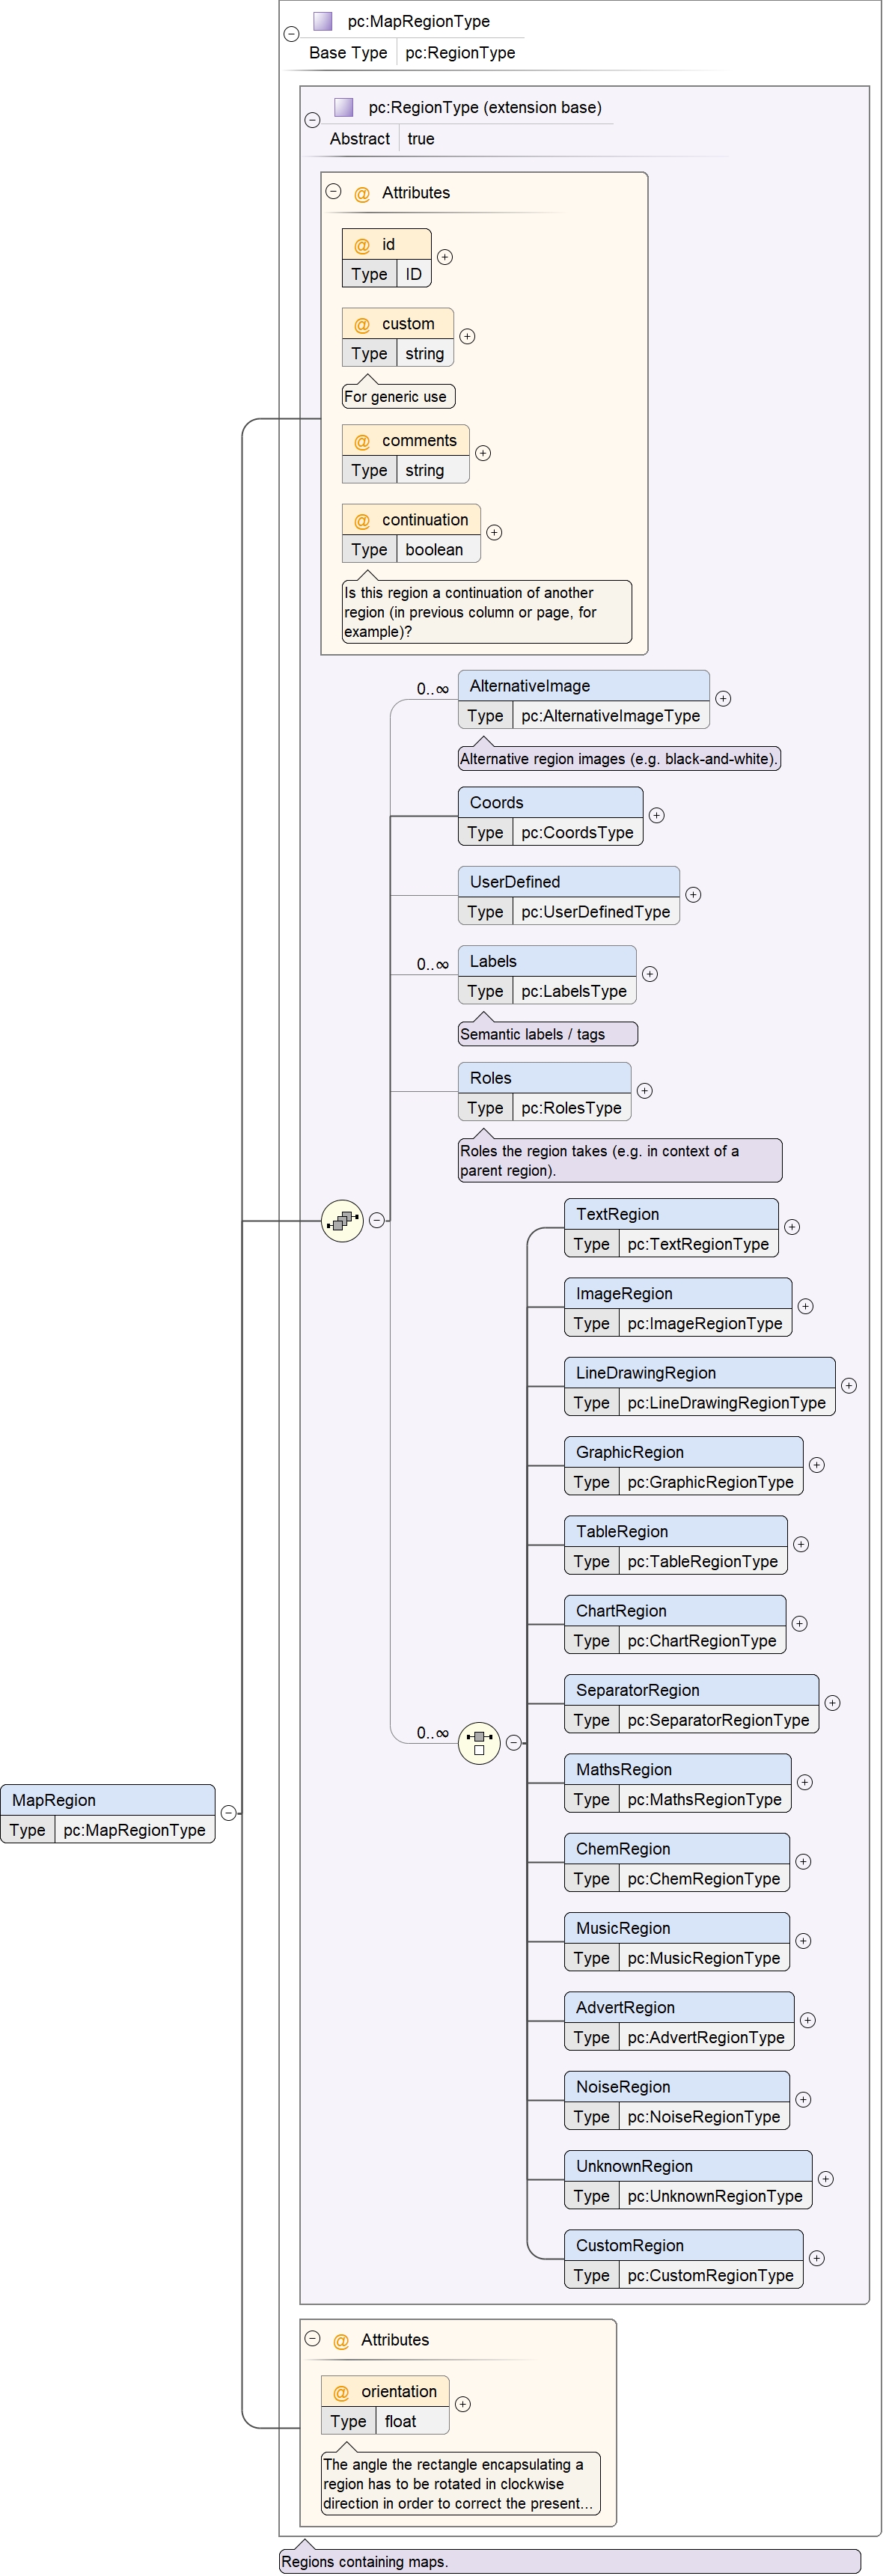 pc:MapRegionType
Base Type pc:RegionType
pc:RegionType (extension base)
Abstract true
@ Attributes
@ id
Type ID
@ custom
Type string
For generic use
@ comments
Type string
@ continuation
Type boolean
Is this region a continuation of another
region (in previous column or page, for
example)?
0..∞
AlternativeImage
Type pc:AlternativeImageType
Alternative region images (e.g. black-and-white).
Coords
Type pc:CoordsType
UserDefined
Type pc:UserDefinedType
0..∞
Labels
Type pc:LabelsType
Semantic labels / tags
Roles
Type pc:RolesType
Roles the region takes (e.g. in context of a
parent region).
TextRegion
Type pc:TextRegionType
ImageRegion
Type pc:ImageRegionType
LineDrawingRegion
Type pc:LineDrawingRegionType
GraphicRegion
Type pc:GraphicRegionType
TableRegion
Type pc:TableRegionType
ChartRegion
Type pc:ChartRegionType
SeparatorRegion
Type pc:SeparatorRegionType
0..∞
MathsRegion
Type pc:MathsRegionType
MapRegion
Type pc:MapRegionType
ChemRegion
Type pc:ChemRegionType
MusicRegion
Type pc:MusicRegionType
AdvertRegion
Type pc:AdvertRegionType
NoiseRegion
Type pc:NoiseRegionType
UnknownRegion
Type pc:UnknownRegionType
CustomRegion
Type pc:CustomRegionType
@ Attributes
@ orientation
Type float
The angle the rectangle encapsulating a
region has to be rotated in clockwise
direction in order to correct the present...
Regions containing maps.